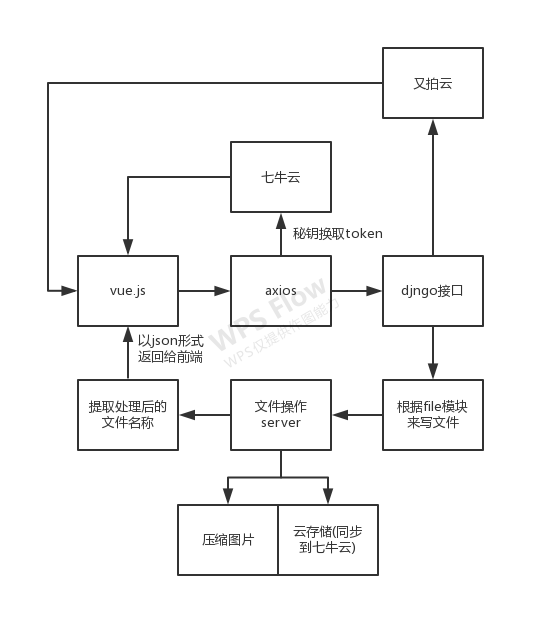 又拍云
七牛云
秘钥换取token
vue.js
axios
djngo接口
WPS Flow
WPS仅提供作图能力
以json形式
返回给前端
提取处理后的
文件名称
文件操作
server
根据file模块
来写文件
压缩图片
云存储(同步
到七牛云)